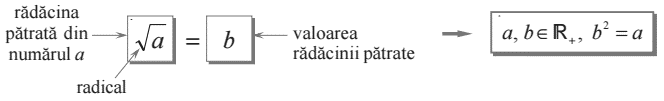 rădăcina
pătrată din
numărul a
√a = b
valoarea
rădăcinii pătrate
a, b ∈ ℝ₊, b² = a
radical